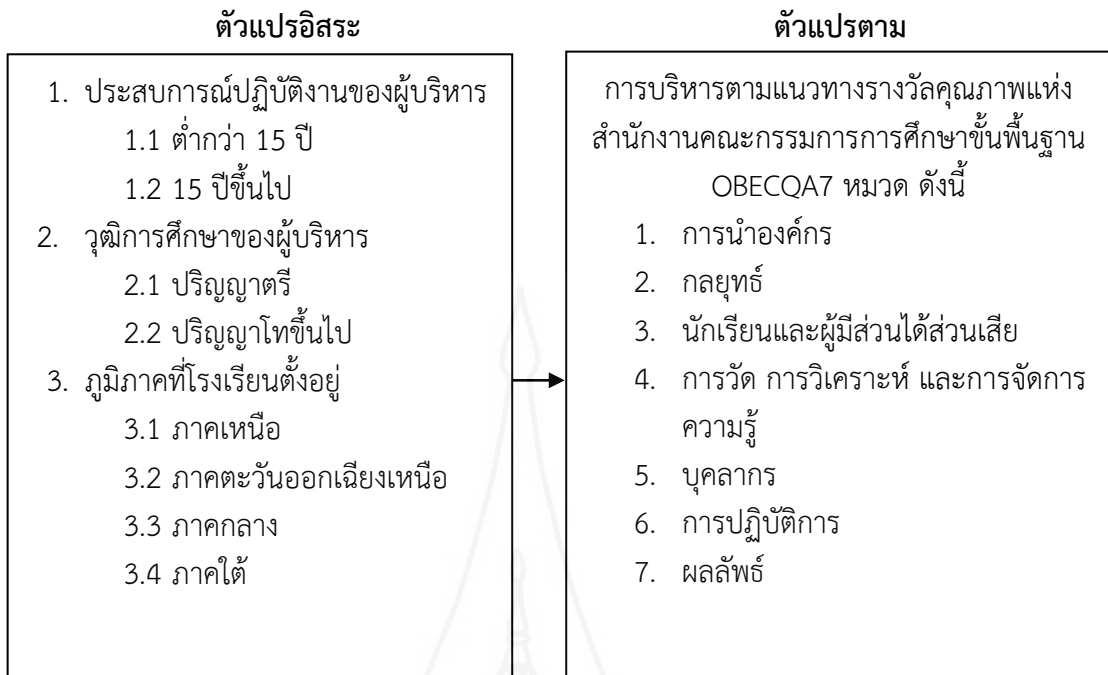 ตัวแปรอิสระ
1. ประสบการณ์ปฏิบัติงานของผู้บริหาร
1.1 ต่ำกว่า 15 ปี
1.2 15 ปีขึ้นไป
2. วุฒิการศึกษาของผู้บริหาร
2.1 ปริญญาตรี
2.2 ปริญญาโทขึ้นไป
3. ภูมิภาคที่โรงเรียนตั้งอยู่
3.1 ภาคเหนือ
3.2 ภาคตะวันออกเฉียงเหนือ
3.3 ภาคกลาง
3.4 ภาคใต้
ตัวแปรตาม
การบริหารตามแนวทางรางวัลคุณภาพแห่ง
สำนักงานคณะกรรมการการศึกษาขั้นพื้นฐาน
OBECQA7 หมวด ดังนี้
1. การนำองค์กร
2. กลยุทธ์
3. นักเรียนและผู้มีส่วนได้ส่วนเสีย
4. การวัด การวิเคราะห์ และการจัดการ
ความรู้
5. บุคลากร
6. การปฏิบัติการ
7. ผลลัพธ์